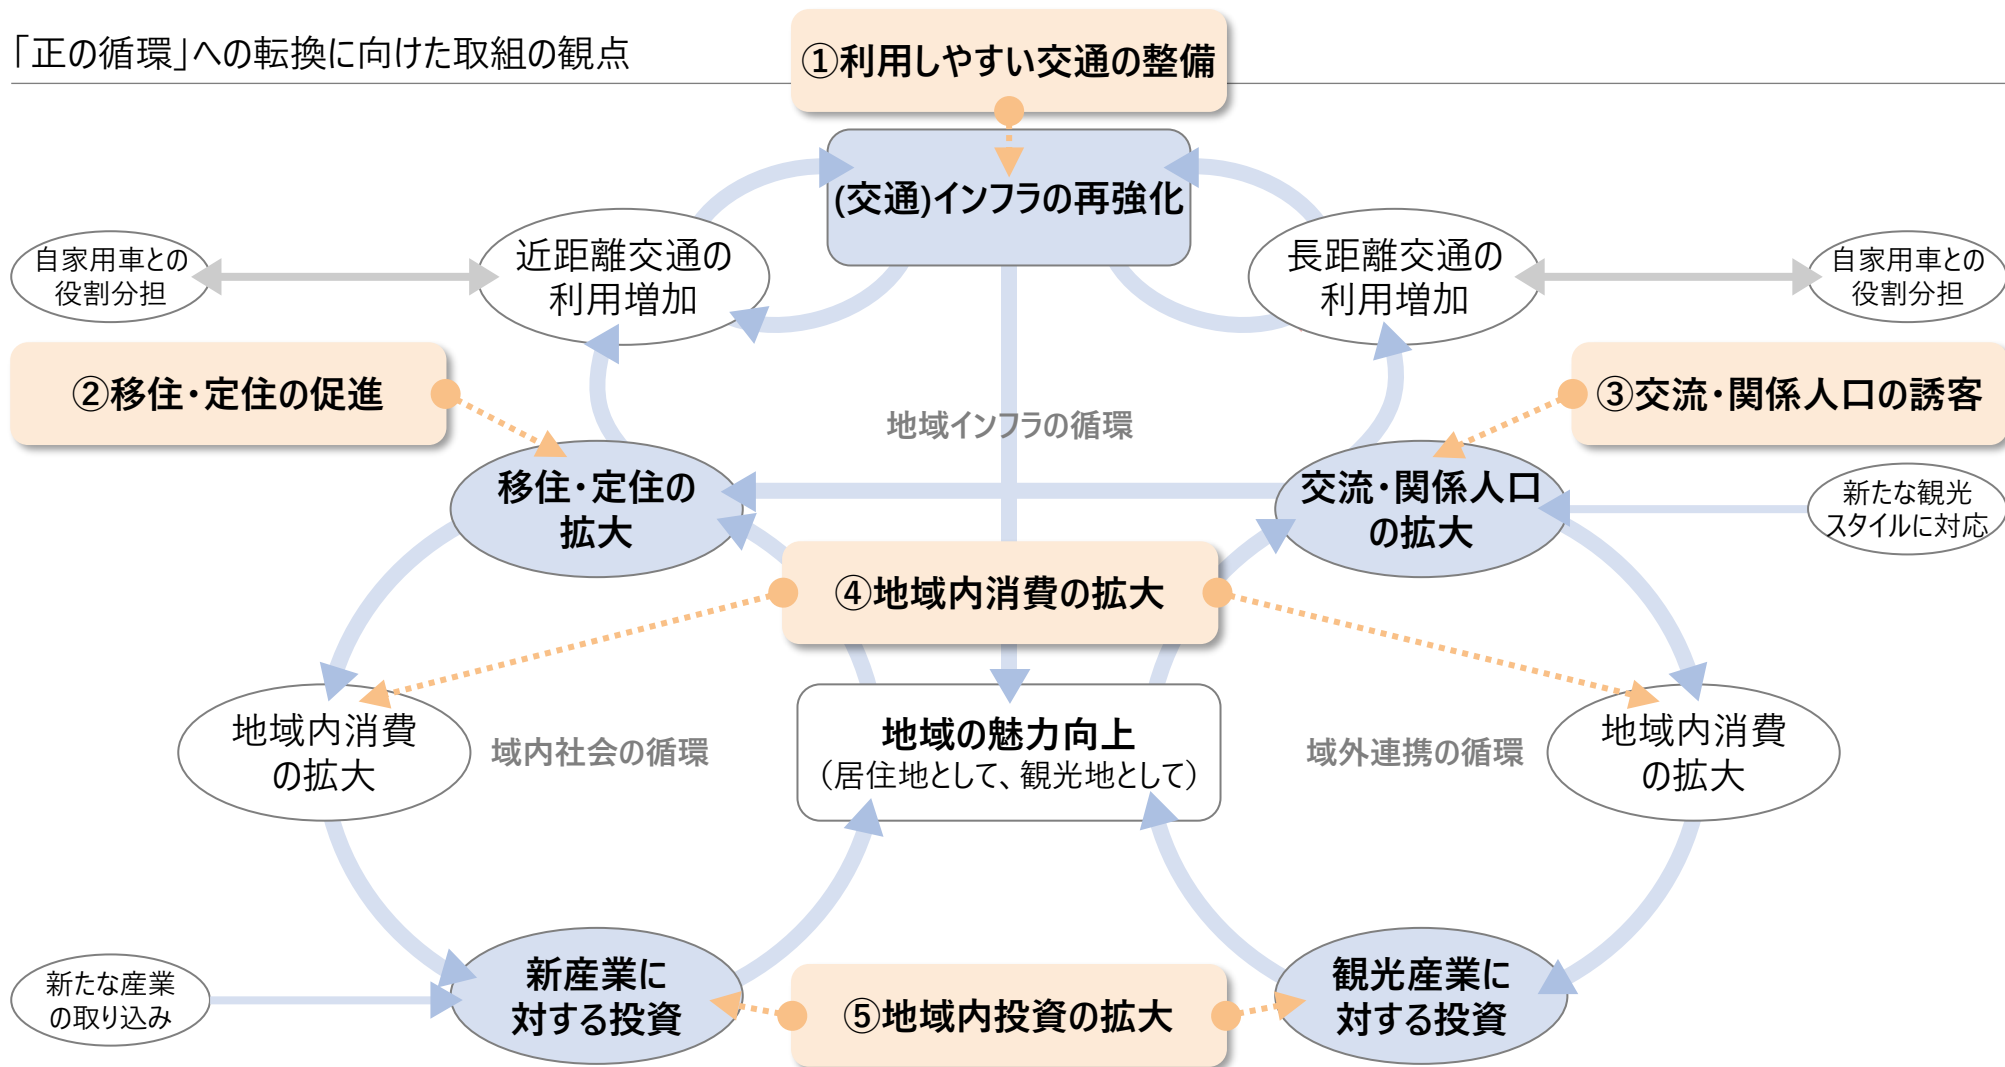 「正の循環」への転換に向けた取組の観点
①利用しやすい交通の整備
(交通)インフラの再強化
自家用車との
役割分担
近距離交通の
利用増加
長距離交通の
利用増加
自家用車との
役割分担
②移住・定住の促進
③交流・関係人口の誘客
地域インフラの循環
移住・定住の
拡大
交流・関係人口
の拡大
新たな観光
スタイルに対応
④地域内消費の拡大
地域内消費
の拡大
域内社会の循環
地域の魅力向上
（居住地として、観光地として）
域外連携の循環
地域内消費
の拡大
新たな産業
の取り込み
新産業に
対する投資
⑤地域内投資の拡大
観光産業に
対する投資